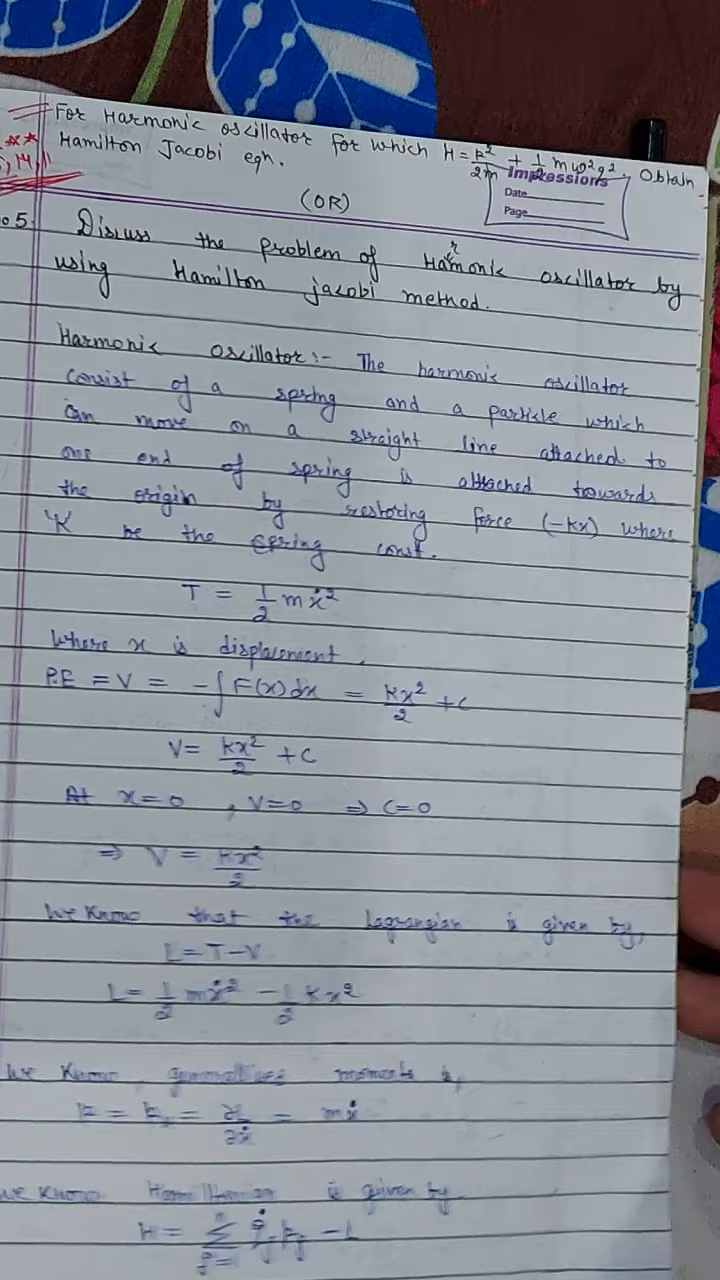 For Harmonic oscillator for which H = p²/2m + 1/2 mω²q². Obtain
Hamilton Jacobi eqn.
Impressions
Date
Page
(OR)
5. Discuss the problem of Harmonic oscillator by
using Hamilton jacobi method.
Harmonic oscillator:- The harmonic oscillator
consist of a spring and a particle which
can move on a straight line attached to
one end of spring is attached towards
the origin by restoring force (-kx) where
'K' be the spring const.
T = 1/2 mẋ²
where x is displacement.
P.E = V = -∫F(x)dx = kx²/2 + c
V = kx²/2 + c
At x=0 , V=0 ⇒ c=0
⇒ V = kx²/2
We know that the lagrangian is given by,
L = T-V
L = 1/2 mẋ² - 1/2 kx²
We know, generalised
= ∂L/∂ẋ = mẋ
We know Hamiltonian is given by
H = Σ q̇ⱼ pⱼ - L